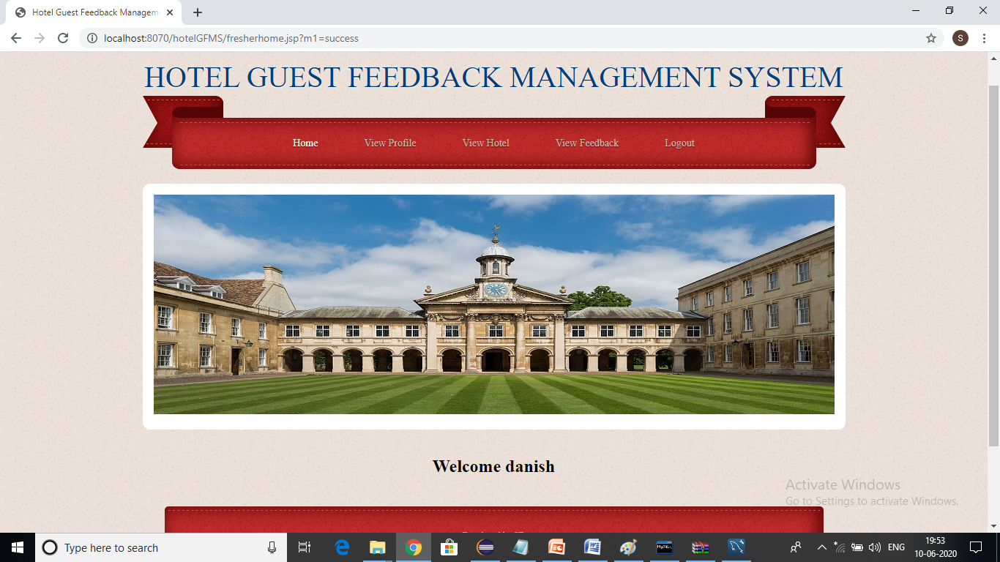 Hotel Guest Feedback Managem
localhost:8070/hotelGFMS/fresherhome.jsp?m1=success
S
HOTEL GUEST FEEDBACK MANAGEMENT SYSTEM
Home View Profile View Hotel View Feedback Logout
Welcome danish
Activate Windows
Go to Settings to activate Windows.
Type here to search
MySQL
ENG
19:53
10-06-2020